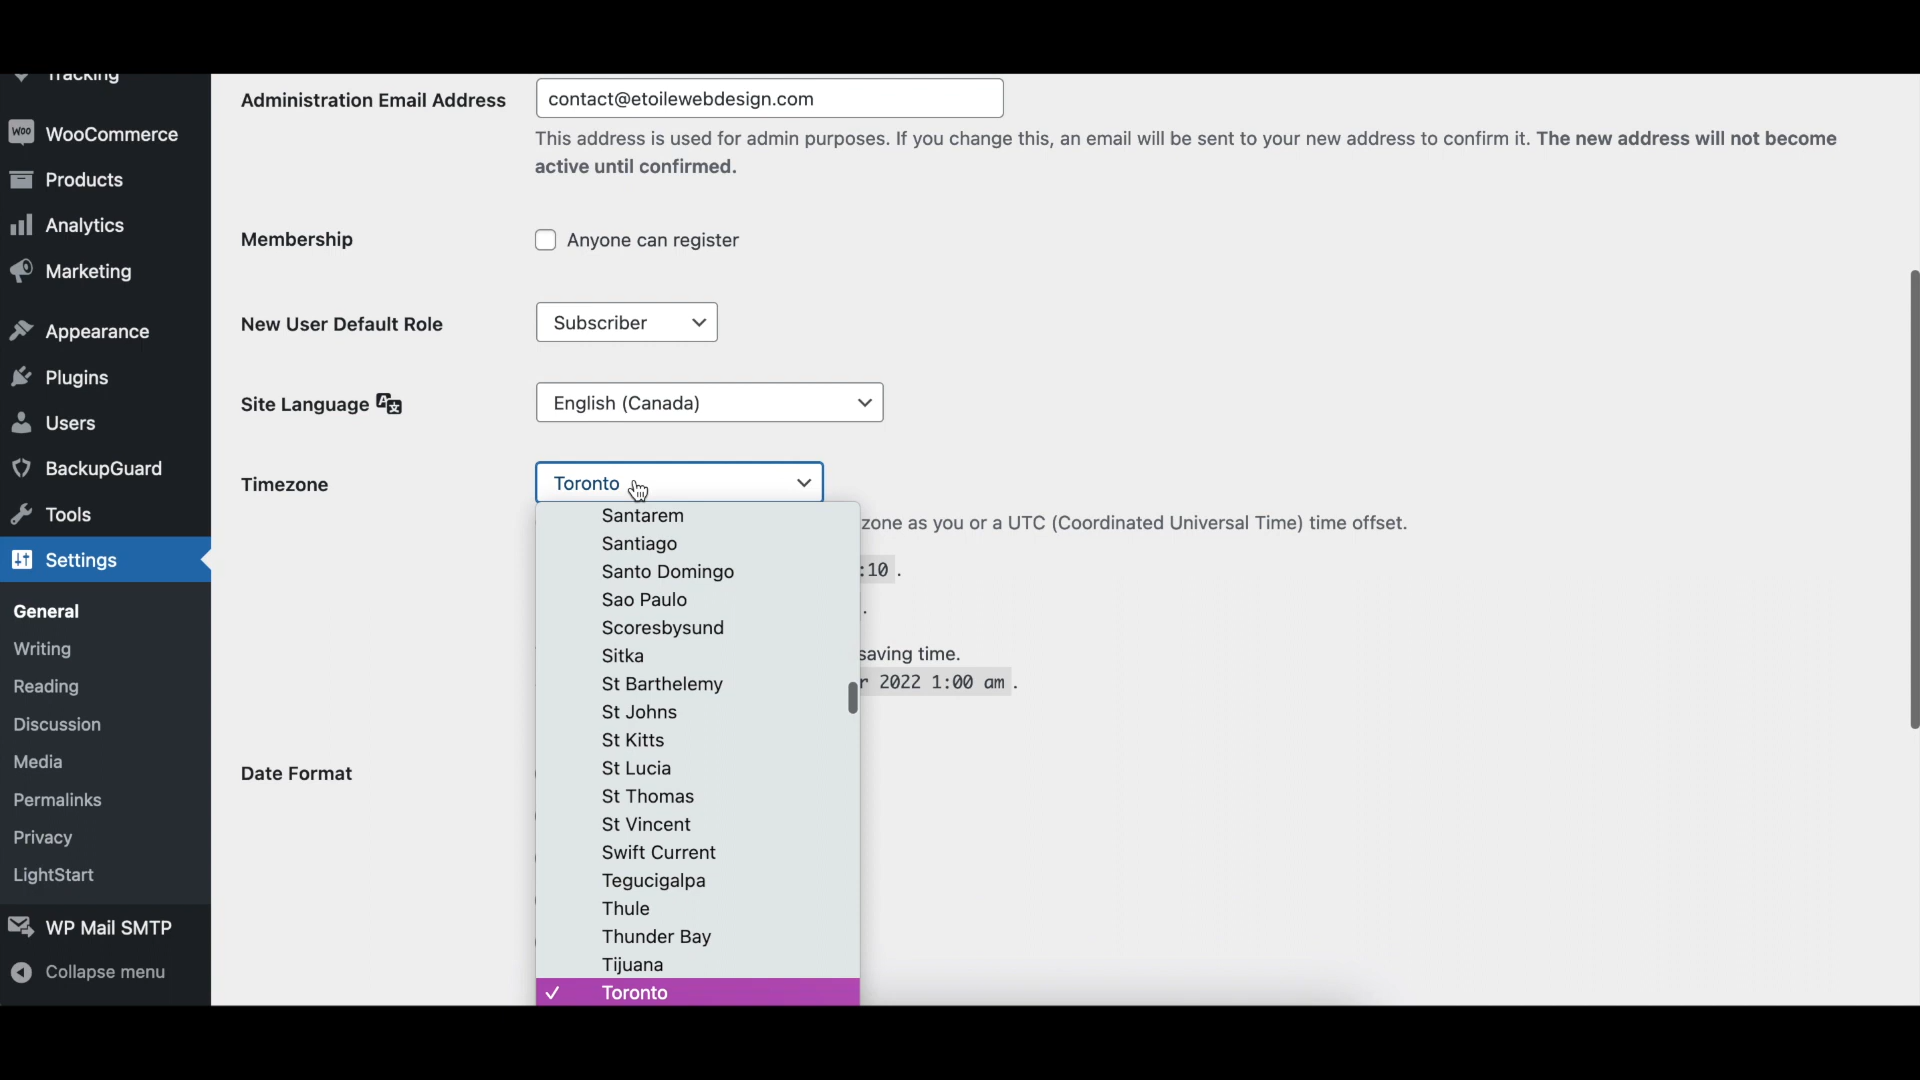 Tracking
WooCommerce
Products
Analytics
Marketing
Appearance
Plugins
Users
BackupGuard
Tools
Settings
General
Writing
Reading
Discussion
Media
Permalinks
Privacy
LightStart
WP Mail SMTP
Collapse menu
Administration Email Address
contact@etoilewebdesign.com
This address is used for admin purposes. If you change this, an email will be sent to your new address to confirm it. The new address will not become
active until confirmed.
Membership
Anyone can register
New User Default Role
Subscriber
Site Language
English (Canada)
Timezone
Toronto
zone as you or a UTC (Coordinated Universal Time) time offset.
:10 .
.
saving time.
r 2022 1:00 am .
Santarem
Santiago
Santo Domingo
Sao Paulo
Scoresbysund
Sitka
St Barthelemy
St Johns
St Kitts
St Lucia
St Thomas
St Vincent
Swift Current
Tegucigalpa
Thule
Thunder Bay
Tijuana
✓ Toronto
Date Format